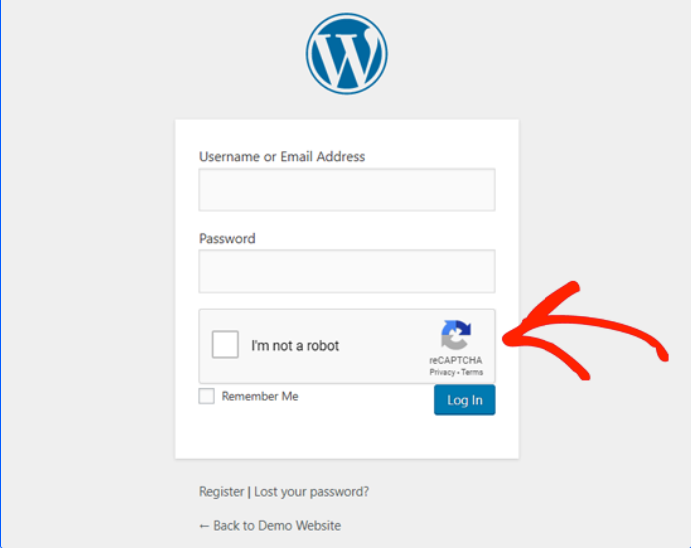 Username or Email Address
Password
I'm not a robot
reCAPTCHA
Privacy - Terms
Remember Me
Log In
Register | Lost your password?
← Back to Demo Website